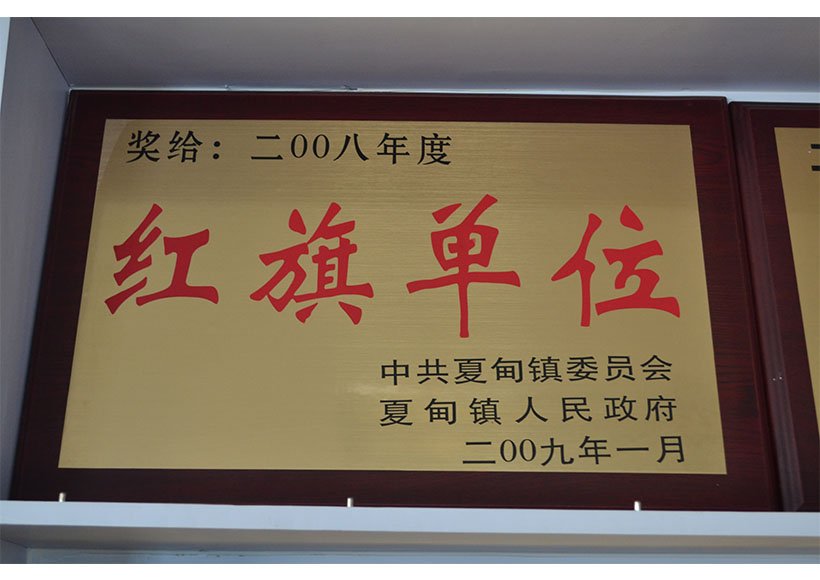 奖给：二00八年度
红旗单位
中共夏甸镇委员会
夏甸镇人民政府
二00九年一月